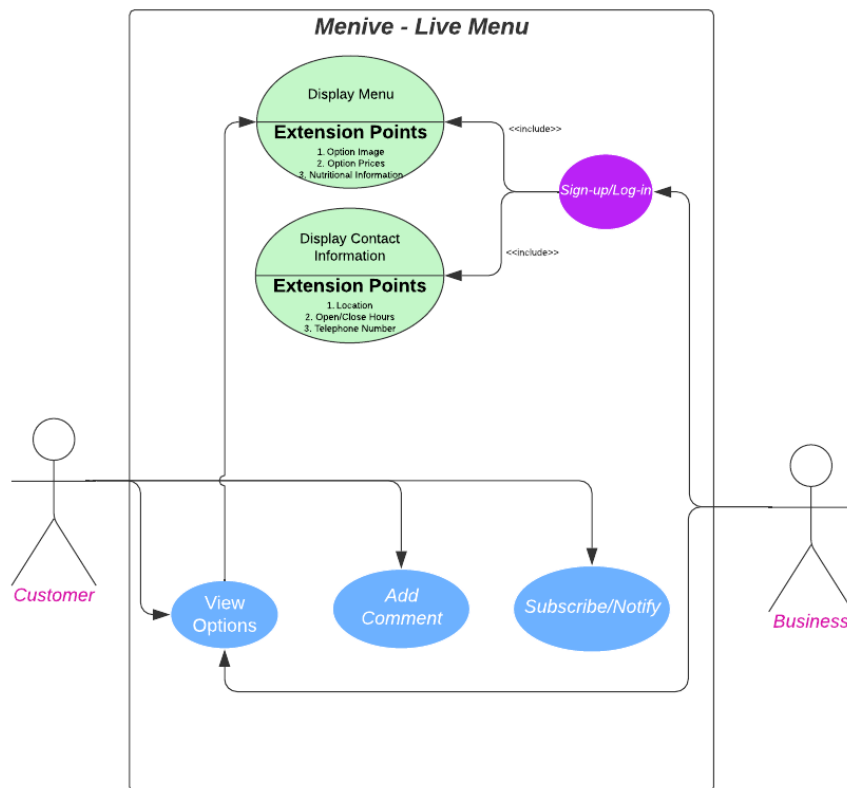 Menive - Live Menu
Display Menu
Extension Points
1. Option Image
2. Option Prices
3. Nutritional Information
<<include>>
Sign-up/Log-in
Display Contact
Information
Extension Points
1. Location
2. Open/Close Hours
3. Telephone Number
<<include>>
Customer
View
Options
Add
Comment
Subscribe/Notify
Business